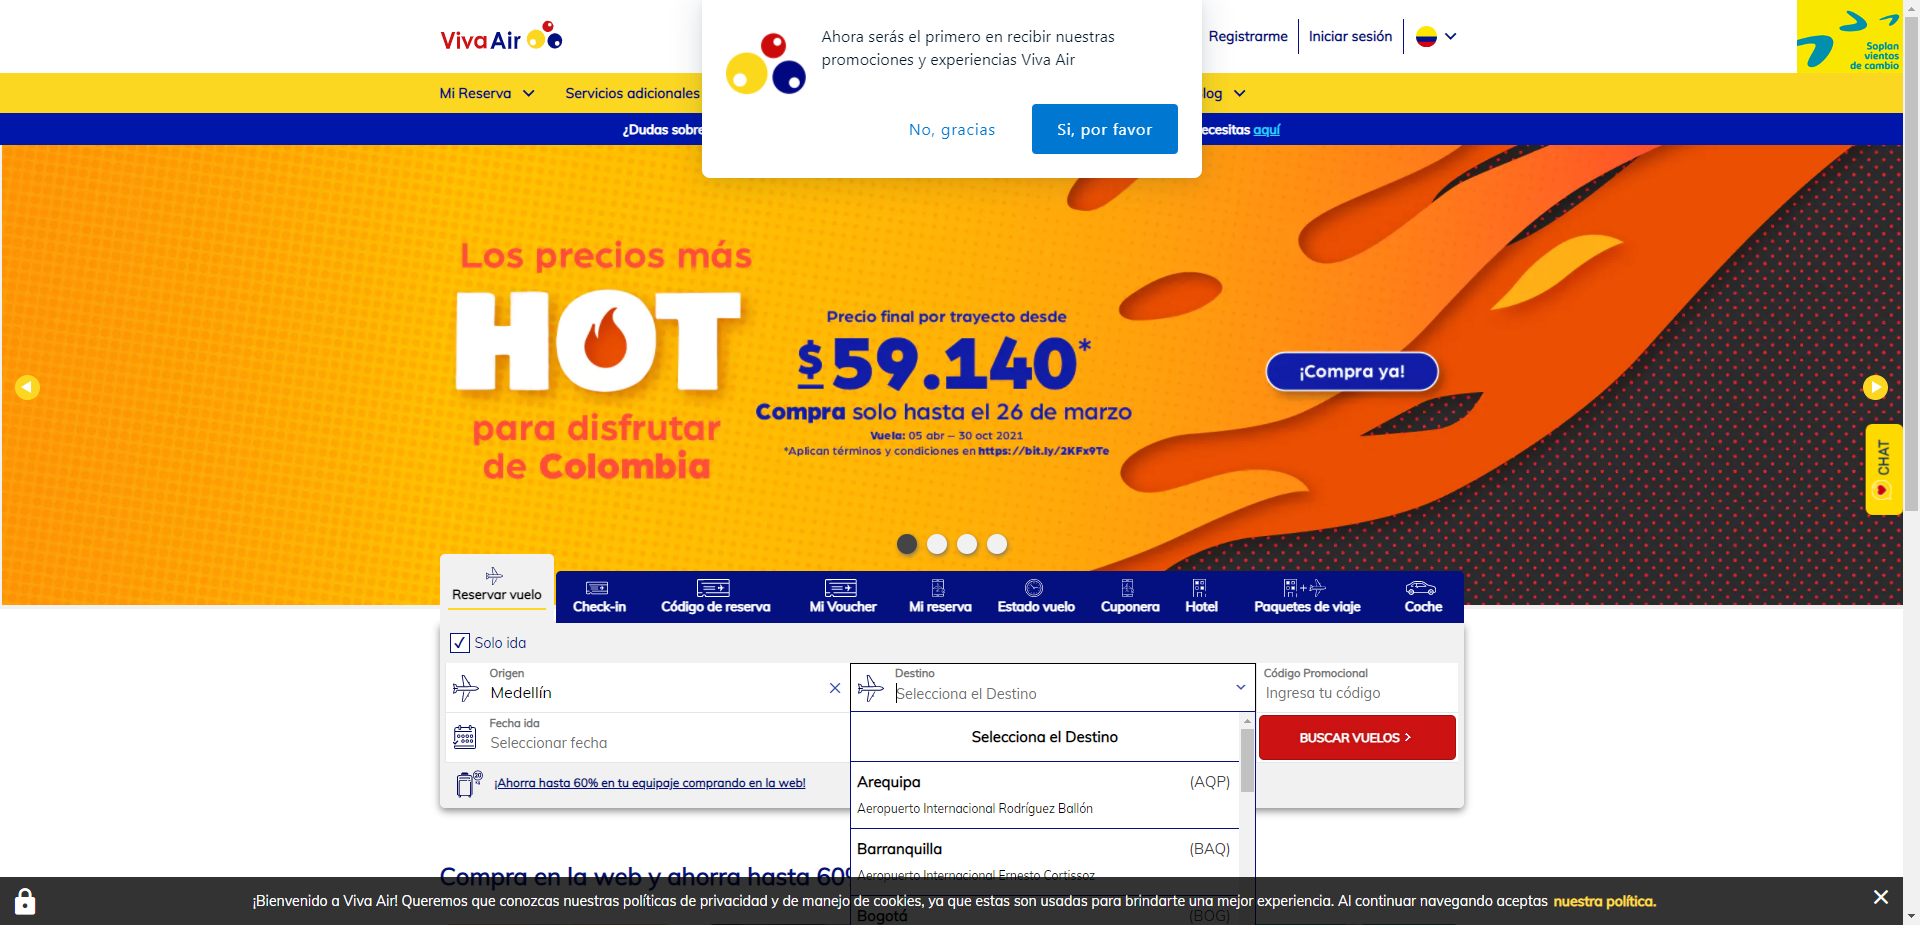 Viva Air
Ahora serás el primero en recibir nuestras
promociones y experiencias Viva Air
No, gracias
Si, por favor
Registrarme
Iniciar sesión
Soplan
vientos
de cambio
Mi Reserva
Servicios adicionales
log
¿Dudas sobre
ecesitas aquí
Los precios más
HOT
para disfrutar
de Colombia
Precio final por trayecto desde
$59.140*
Compra solo hasta el 26 de marzo
Vuela: 05 abr – 30 oct 2021
*Aplican términos y condiciones en https://bit.ly/2KFx9Te
¡Compra ya!
CHAT
Reservar vuelo
Check-in
Código de reserva
Mi Voucher
Mi reserva
Estado vuelo
Cuponera
Hotel
Paquetes de viaje
Coche
Solo ida
Origen
Medellín
Destino
Selecciona el Destino
Código Promocional
Ingresa tu código
Fecha ida
Seleccionar fecha
Selecciona el Destino
BUSCAR VUELOS
¡Ahorra hasta 60% en tu equipaje comprando en la web!
Arequipa (AQP)
Aeropuerto Internacional Rodríguez Ballón
Barranquilla (BAQ)
Aeropuerto Internacional Ernesto Cortissoz
Bogotá (BOG)
Compra en la web y ahorra hasta 60%
¡Bienvenido a Viva Air! Queremos que conozcas nuestras políticas de privacidad y de manejo de cookies, ya que estas son usadas para brindarte una mejor experiencia. Al continuar navegando aceptas nuestra política.